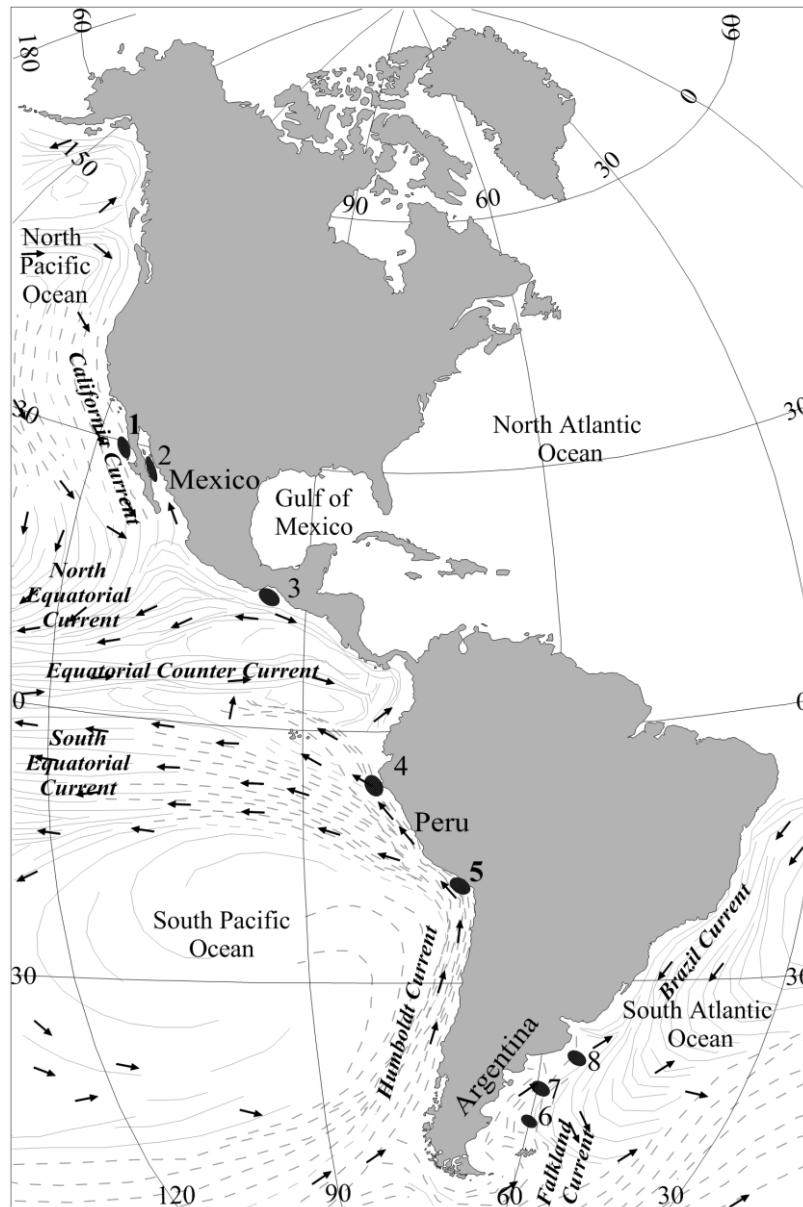 60
60
180
0
150
30
90
60
North
Pacific
Ocean
California Current
30
30
1
2
North Atlantic
Ocean
Mexico
Gulf of
Mexico
North
Equatorial
Current
3
Equatorial Counter Current
0
0
South
Equatorial
Current
4
Peru
5
South Pacific
Ocean
Humboldt Current
Brazil Current
30
30
South Atlantic
Ocean
Argentina
8
7
6
Falkland
Current
120
90
60
30